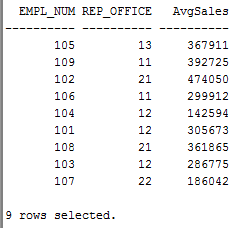 EMPL_NUM REP_OFFICE AvgSales
---------- ---------- ----------
105 13 367911
109 11 392725
102 21 474050
106 11 299912
104 12 142594
101 12 305673
108 21 361865
103 12 286775
107 22 186042
9 rows selected.